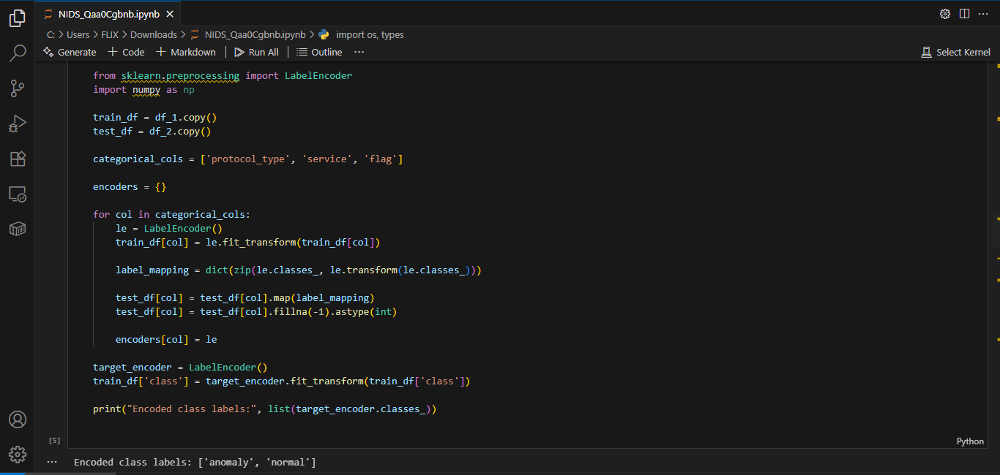 NIDS_Qaa0Cgbnb.ipynb
C: > Users > FLIX > Downloads > NIDS_Qaa0Cgbnb.ipynb > import os, types
Generate + Code + Markdown | Run All | Outline ···
Select Kernel
from sklearn.preprocessing import LabelEncoder
import numpy as np
train_df = df_1.copy()
test_df = df_2.copy()
categorical_cols = ['protocol_type', 'service', 'flag']
encoders = {}
for col in categorical_cols:
    le = LabelEncoder()
    train_df[col] = le.fit_transform(train_df[col])
    label_mapping = dict(zip(le.classes_, le.transform(le.classes_)))
    test_df[col] = test_df[col].map(label_mapping)
    test_df[col] = test_df[col].fillna(-1).astype(int)
    encoders[col] = le
target_encoder = LabelEncoder()
train_df['class'] = target_encoder.fit_transform(train_df['class'])
print("Encoded class labels:", list(target_encoder.classes_))
[5]
Python
··· Encoded class labels: ['anomaly', 'normal']